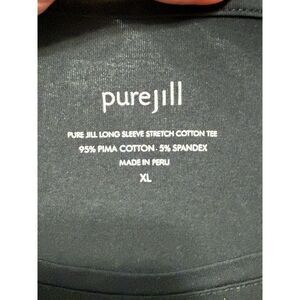 purejill
PURE JILL LONG SLEEVE STRETCH COTTON TEE
95% PIMA COTTON · 5% SPANDEX
MADE IN PERU
XL